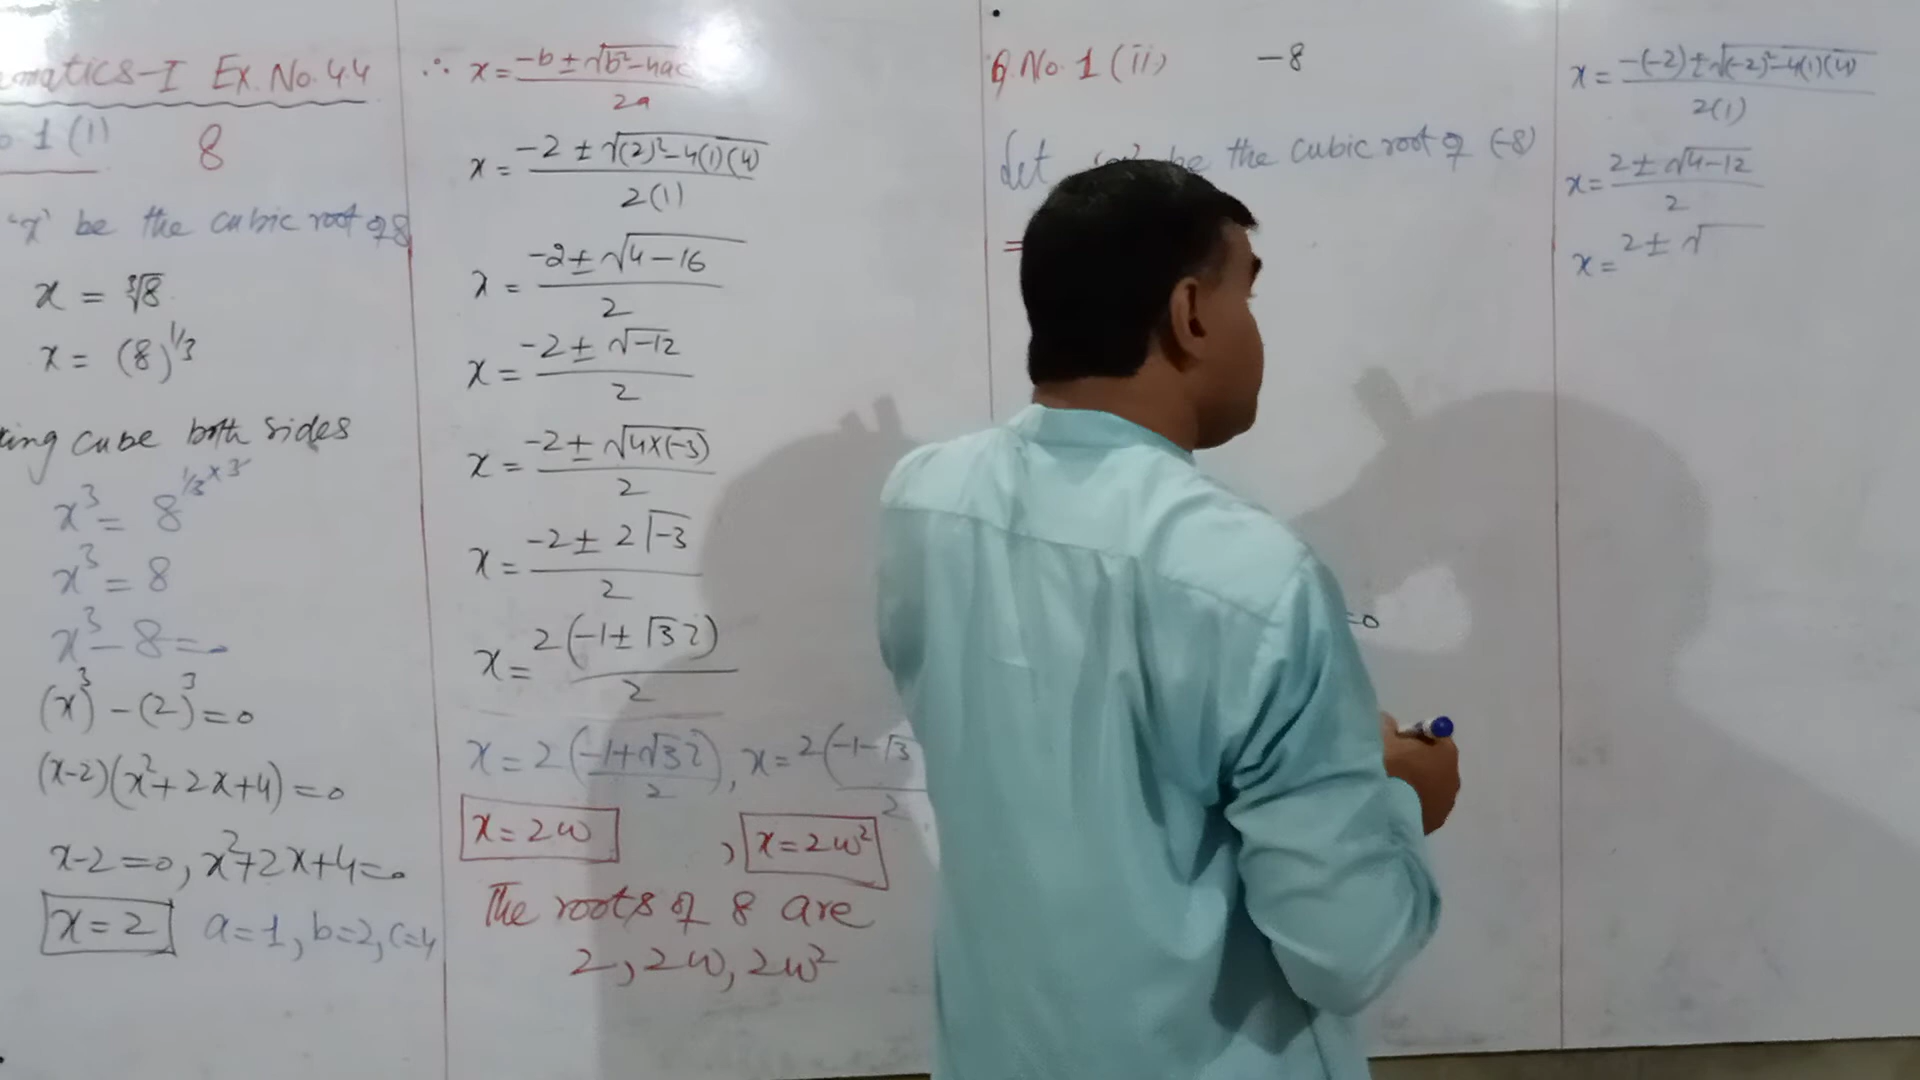 ematics-I Ex. No. 4.4
o 1 (i) 8
'x' be the cubic root of 8
x = ∛8
x = (8)^1/3
king cube both sides
x³ = 8^1/3×3
x³ = 8
x³ - 8 = 0
(x)³ - (2)³ = 0
(x-2)(x²+2x+4) = 0
x-2=0, x²+2x+4=0
x=2 a=1, b=2, c=4
∴ x = (-b ± √b²-4ac)/2a
x = (-2 ± √(2)²-4(1)(4))/2(1)
x = (-2 ± √4-16)/2
x = (-2 ± √-12)/2
x = (-2 ± √4×(-3))/2
x = (-2 ± 2√-3)/2
x = 2(-1 ± √3 i)/2
x = 2((-1+√3 i)/2), x = 2((-1-√3/2
x = 2ω , x = 2ω²
The roots of 8 are
2, 2ω, 2ω²
Q. No. 1 (ii) -8
Let be the cubic root of (-8)
=
=0
x = (-(-2) ± √(-2)²-4(1)(4))/2(1)
x = (2 ± √4-12)/2
x = 2 ± √